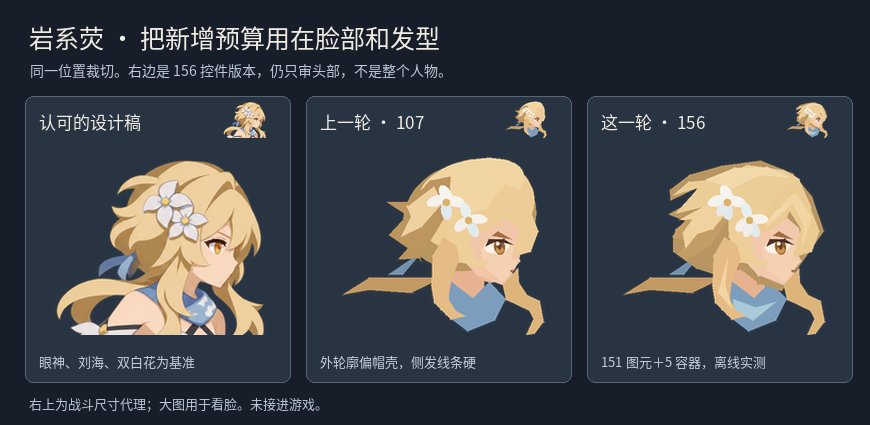 岩系荧 · 把新增预算用在脸部和发型
同一位置裁切。右边是 156 控件版本，仍只审头部，不是整个人物。
认可的设计稿
上一轮 · 107
这一轮 · 156
眼神、刘海、双白花为基准
外轮廓偏帽壳，侧发线条硬
151 图元＋5 容器，离线实测
右上为战斗尺寸代理；大图用于看脸。未接进游戏。